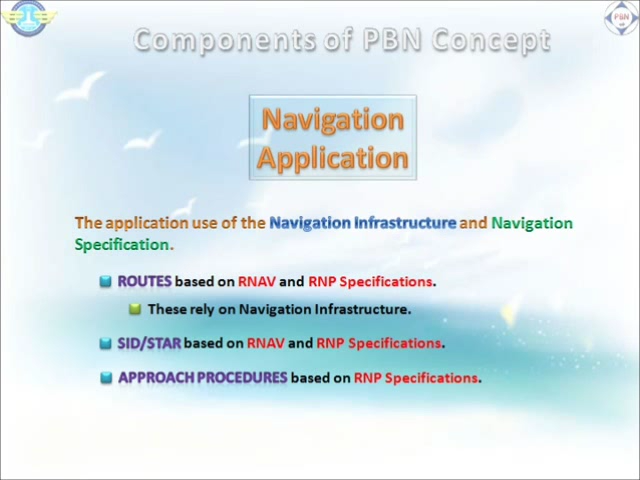 Components of PBN Concept
PBN
Navigation
Application
The application use of the Navigation Infrastructure and Navigation
Specification.
ROUTES based on RNAV and RNP Specifications.
These rely on Navigation Infrastructure.
SID/STAR based on RNAV and RNP Specifications.
APPROACH PROCEDURES based on RNP Specifications.